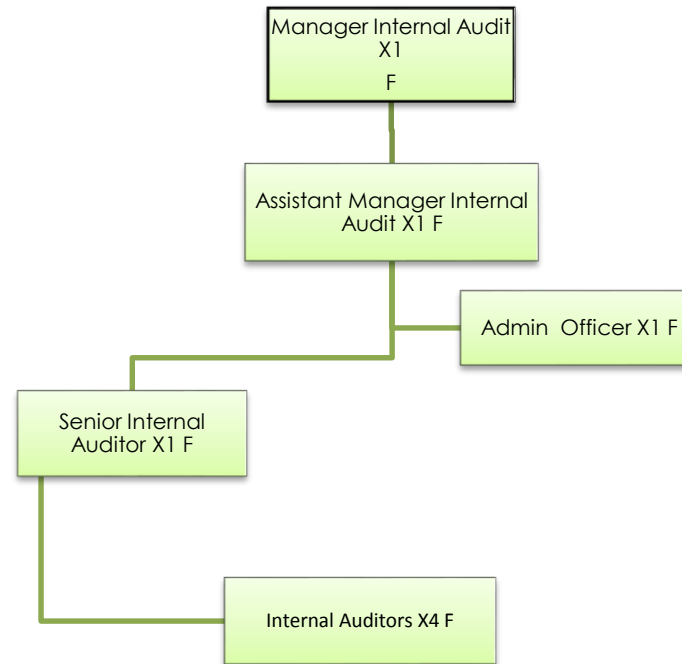 Manager Internal Audit
X1
F
Assistant Manager Internal
Audit X1 F
Admin Officer X1 F
Senior Internal
Auditor X1 F
Internal Auditors X4 F